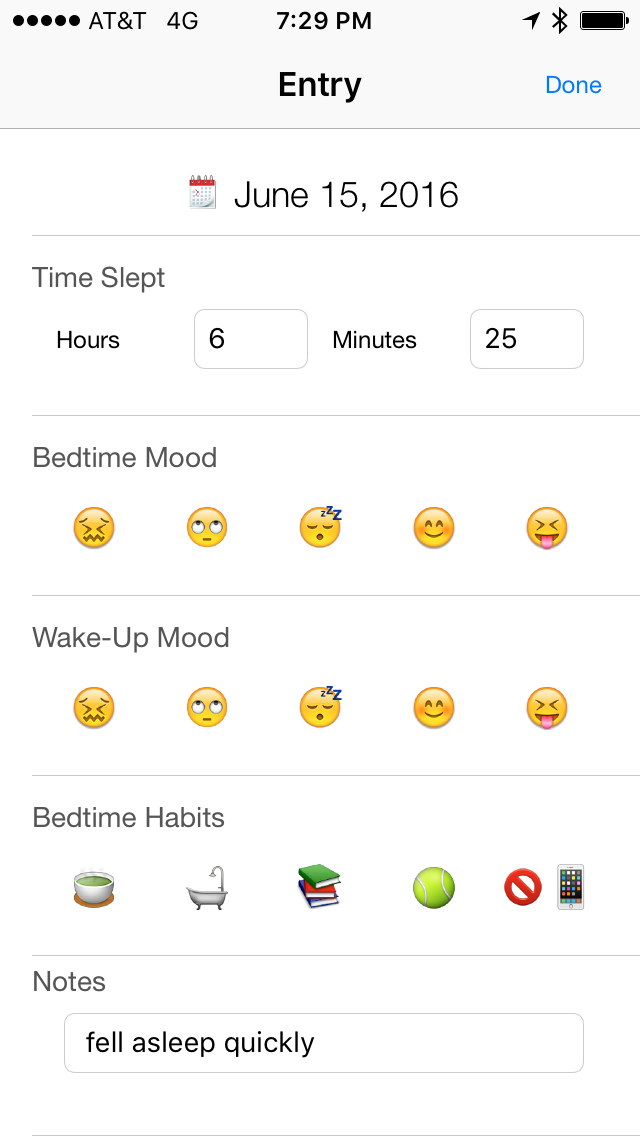 AT&T 4G 7:29 PM
Entry Done
June 15, 2016
Time Slept
Hours 6 Minutes 25
Bedtime Mood
Wake-Up Mood
Bedtime Habits
Notes
fell asleep quickly